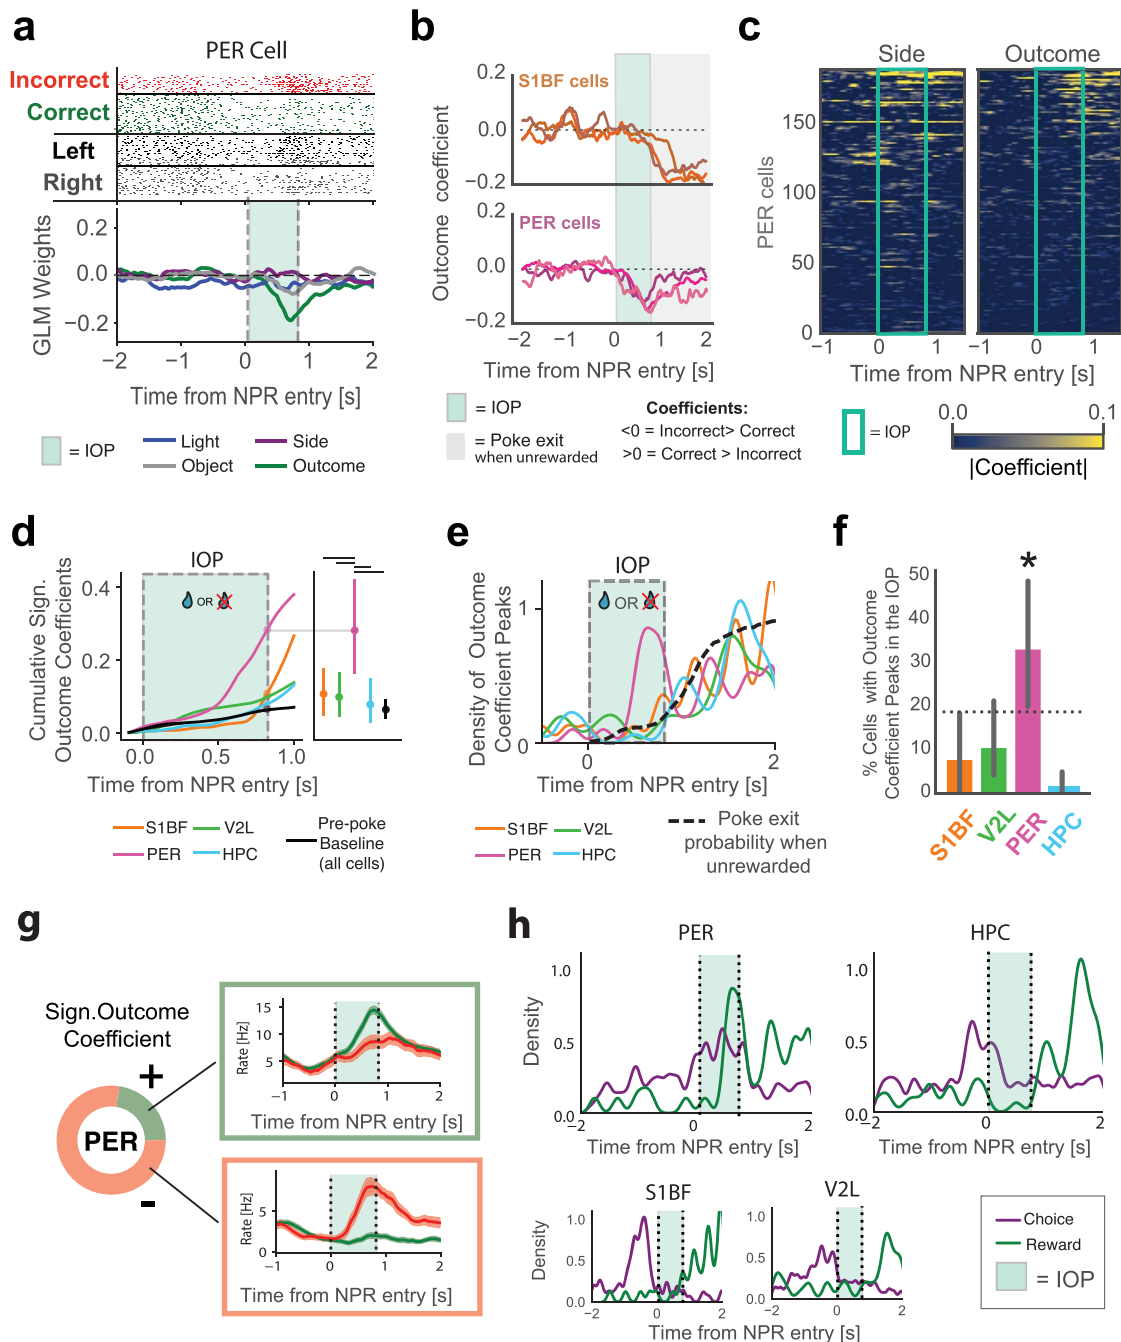 a
PER Cell
Incorrect
Correct
Left
Right
GLM Weights
0.2
0.0
−0.2
−2 −1 0 1 2
Time from NPR entry [s]
= IOP
Light
Side
Object
Outcome
b
Outcome coefficient
0.2
S1BF cells
0.0
−0.2
0.2
PER cells
0.0
−0.2
−2 −1 0 1 2
Time from NPR entry [s]
= IOP
= Poke exit
when unrewarded
Coefficients:
<0 = Incorrect> Correct
>0 = Correct > Incorrect
c
Side Outcome
PER cells
150
100
50
0
−1 0 1 −1 0 1
Time from NPR entry [s]
= IOP
0.0 0.1
|Coefficient|
d
IOP
OR
Cumulative Sign.
Outcome Coefficients
0.4
0.2
0.0
0.0 0.5 1.0
Time from NPR entry [s]
S1BF
V2L
PER
HPC
Pre-poke
Baseline
(all cells)
e
IOP
OR
Density of Outcome
Coefficient Peaks
1
0
0 2
Time from NPR entry [s]
S1BF
V2L
PER
HPC
Poke exit
probability when
unrewarded
f
% Cells with Outcome
Coefficient Peaks in the IOP
50
40
30
20
10
0
*
S1BF
V2L
PER
HPC
g
Sign.Outcome
Coefficient
+
PER
-
Rate [Hz]
15
10
5
-1 0 1 2
Time from NPR entry [s]
Rate [Hz]
5
0
-1 0 1 2
Time from NPR entry [s]
h
PER
Density
1.0
0.5
0.0
−2 0 2
Time from NPR entry [s]
HPC
1.0
0.5
0.0
−2 0 2
Time from NPR entry [s]
S1BF
Density
1.0
0.5
0.0
−2 0 2
V2L
1.0
0.5
0.0
−2 0 2
Time from NPR entry [s]
Choice
Reward
= IOP